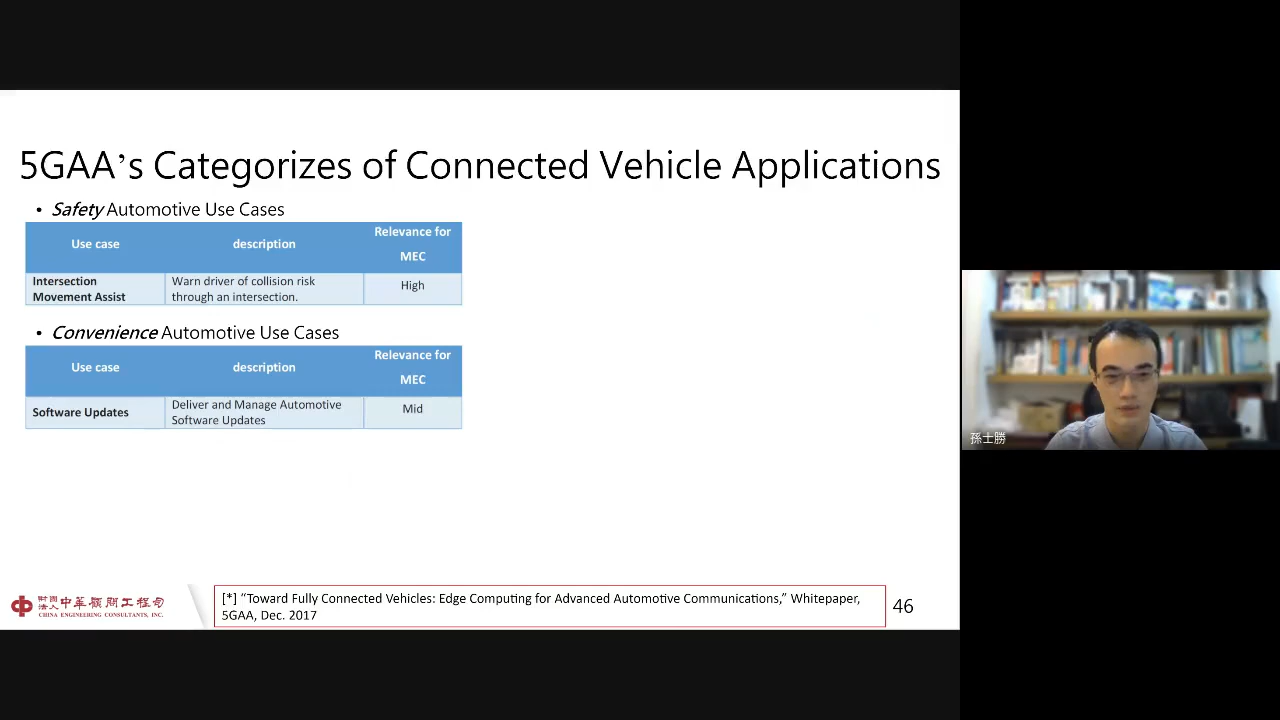 5GAA’s Categorizes of Connected Vehicle Applications
• Safety Automotive Use Cases
Use case description Relevance for MEC
Intersection Movement Assist
Warn driver of collision risk through an intersection.
High
• Convenience Automotive Use Cases
Use case description Relevance for MEC
Software Updates
Deliver and Manage Automotive Software Updates
Mid
孫士勝
財團法人中華顧問工程司
CHINA ENGINEERING CONSULTANTS, INC.
[*] “Toward Fully Connected Vehicles: Edge Computing for Advanced Automotive Communications,” Whitepaper,
5GAA, Dec. 2017
46